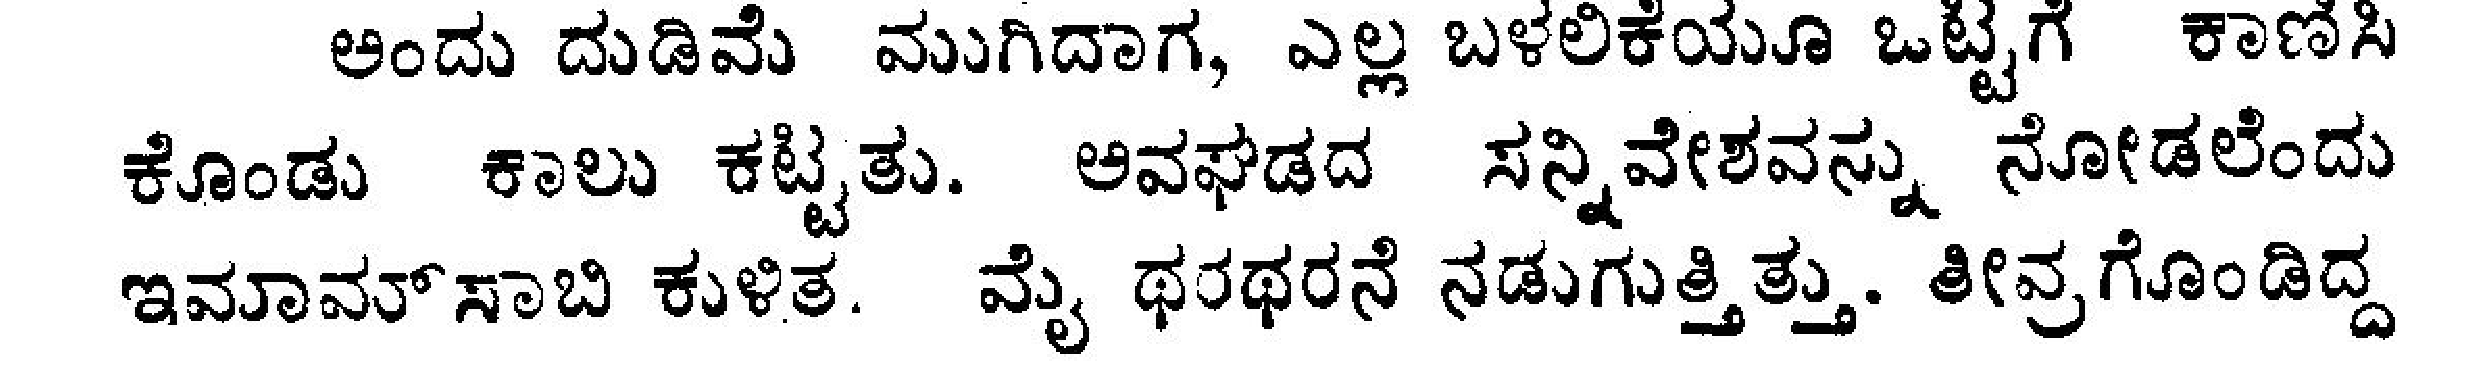 ಅಂದು ದುಡಿಮೆ ಮುಗಿದಾಗ, ಎಲ್ಲ ಬಳಲಿಕೆಯೂ ಒಟ್ಟಿಗೆ ಕಾಣಿಸಿ
ಕೊಂಡು ಕಾಲು ಕಟ್ಟಿತು. ಅವಘಡದ ಸನ್ನಿವೇಶವನ್ನು ನೋಡಲೆಂದು
ಇಮಾಮ್‌ಸಾಬಿ ಕುಳಿತ. ಮೈ ಥರಥರನೆ ನಡುಗುತ್ತಿತ್ತು. ತೀವ್ರಗೊಂಡಿದ್ದ